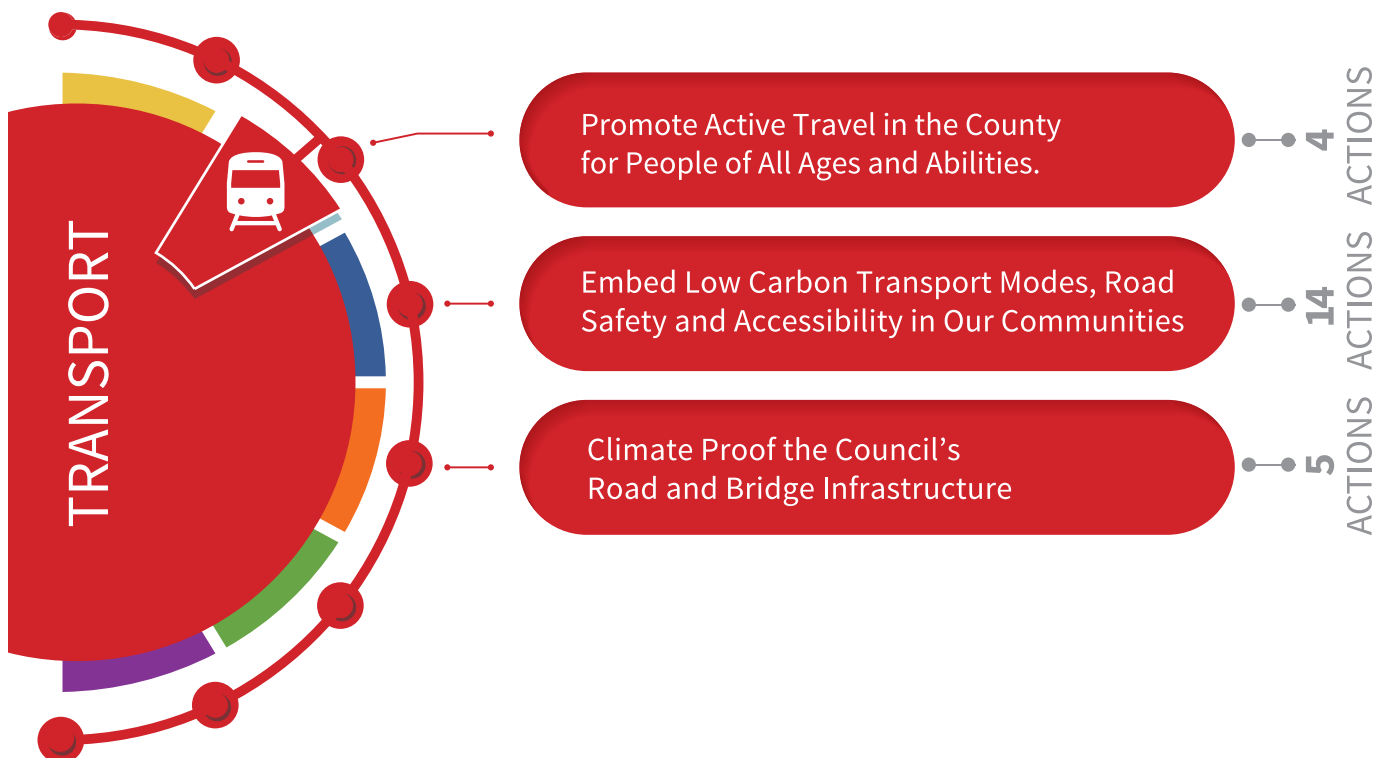 TRANSPORT
Promote Active Travel in the County
for People of All Ages and Abilities.
4
ACTIONS
Embed Low Carbon Transport Modes, Road
Safety and Accessibility in Our Communities
14
ACTIONS
Climate Proof the Council’s
Road and Bridge Infrastructure
5
ACTIONS